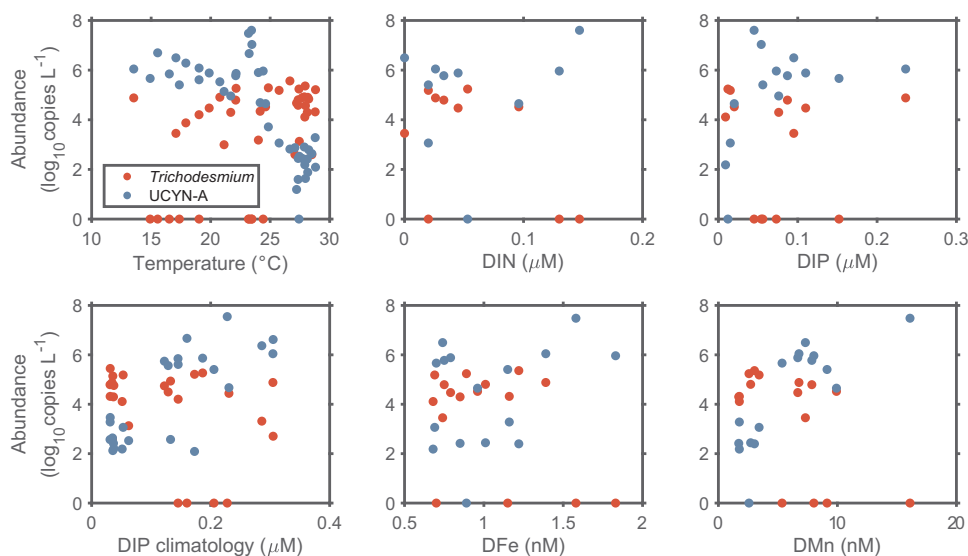 Abundance
(log₁₀copies L⁻¹)
8
6
4
2
0
Trichodesmium
UCYN-A
10 15 20 25 30
Temperature (°C)
8
6
4
2
0
0 0.1 0.2
DIN (μM)
8
6
4
2
0
0 0.1 0.2 0.3
DIP (μM)
Abundance
(log₁₀copies L⁻¹)
8
6
4
2
0
0 0.2 0.4
DIP climatology (μM)
8
6
4
2
0
0.5 1 1.5 2
DFe (nM)
8
6
4
2
0
0 10 20
DMn (nM)